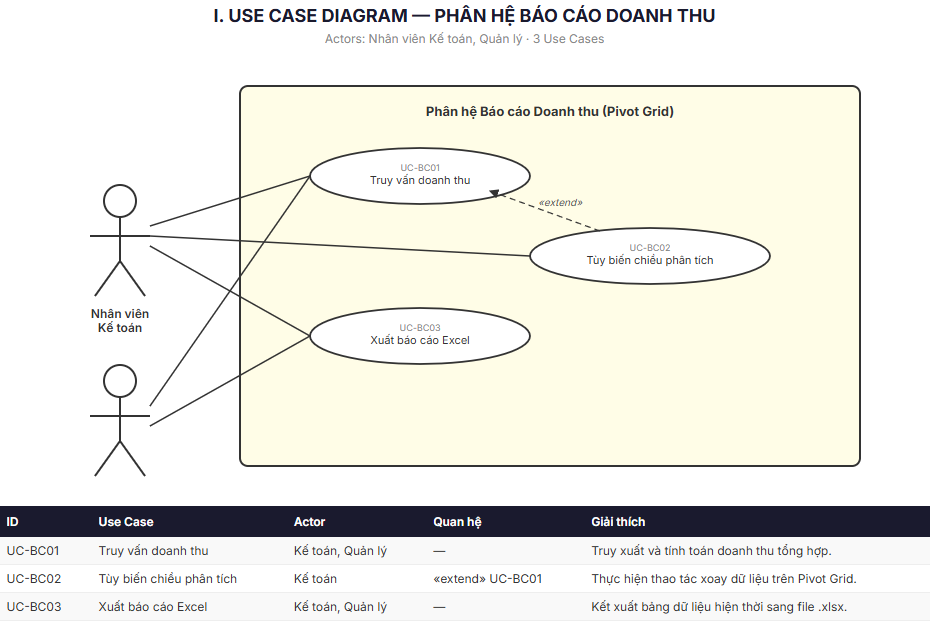 I. USE CASE DIAGRAM — PHÂN HỆ BÁO CÁO DOANH THU
Actors: Nhân viên Kế toán, Quản lý · 3 Use Cases
Phân hệ Báo cáo Doanh thu (Pivot Grid)
UC-BC01
Truy vấn doanh thu
«extend»
UC-BC02
Tùy biến chiều phân tích
Nhân viên
Kế toán
UC-BC03
Xuất báo cáo Excel
ID Use Case Actor Quan hệ Giải thích
UC-BC01 Truy vấn doanh thu Kế toán, Quản lý — Truy xuất và tính toán doanh thu tổng hợp.
UC-BC02 Tùy biến chiều phân tích Kế toán «extend» UC-BC01 Thực hiện thao tác xoay dữ liệu trên Pivot Grid.
UC-BC03 Xuất báo cáo Excel Kế toán, Quản lý — Kết xuất bảng dữ liệu hiện thời sang file .xlsx.